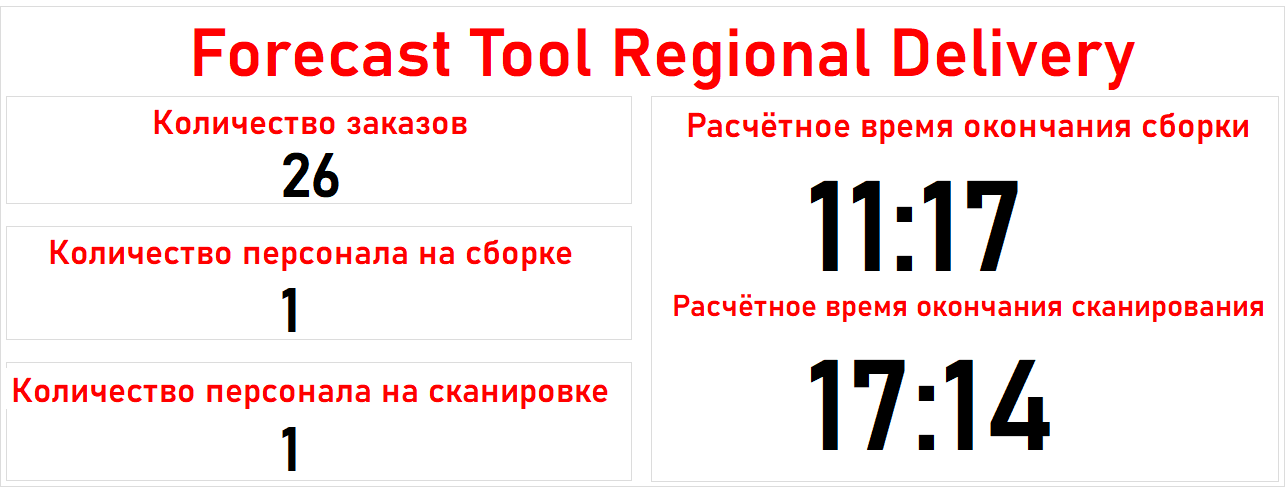 Forecast Tool Regional Delivery
Количество заказов
26
Количество персонала на сборке
1
Количество персонала на сканировке
1
Расчётное время окончания сборки
11:17
Расчётное время окончания сканирования
17:14